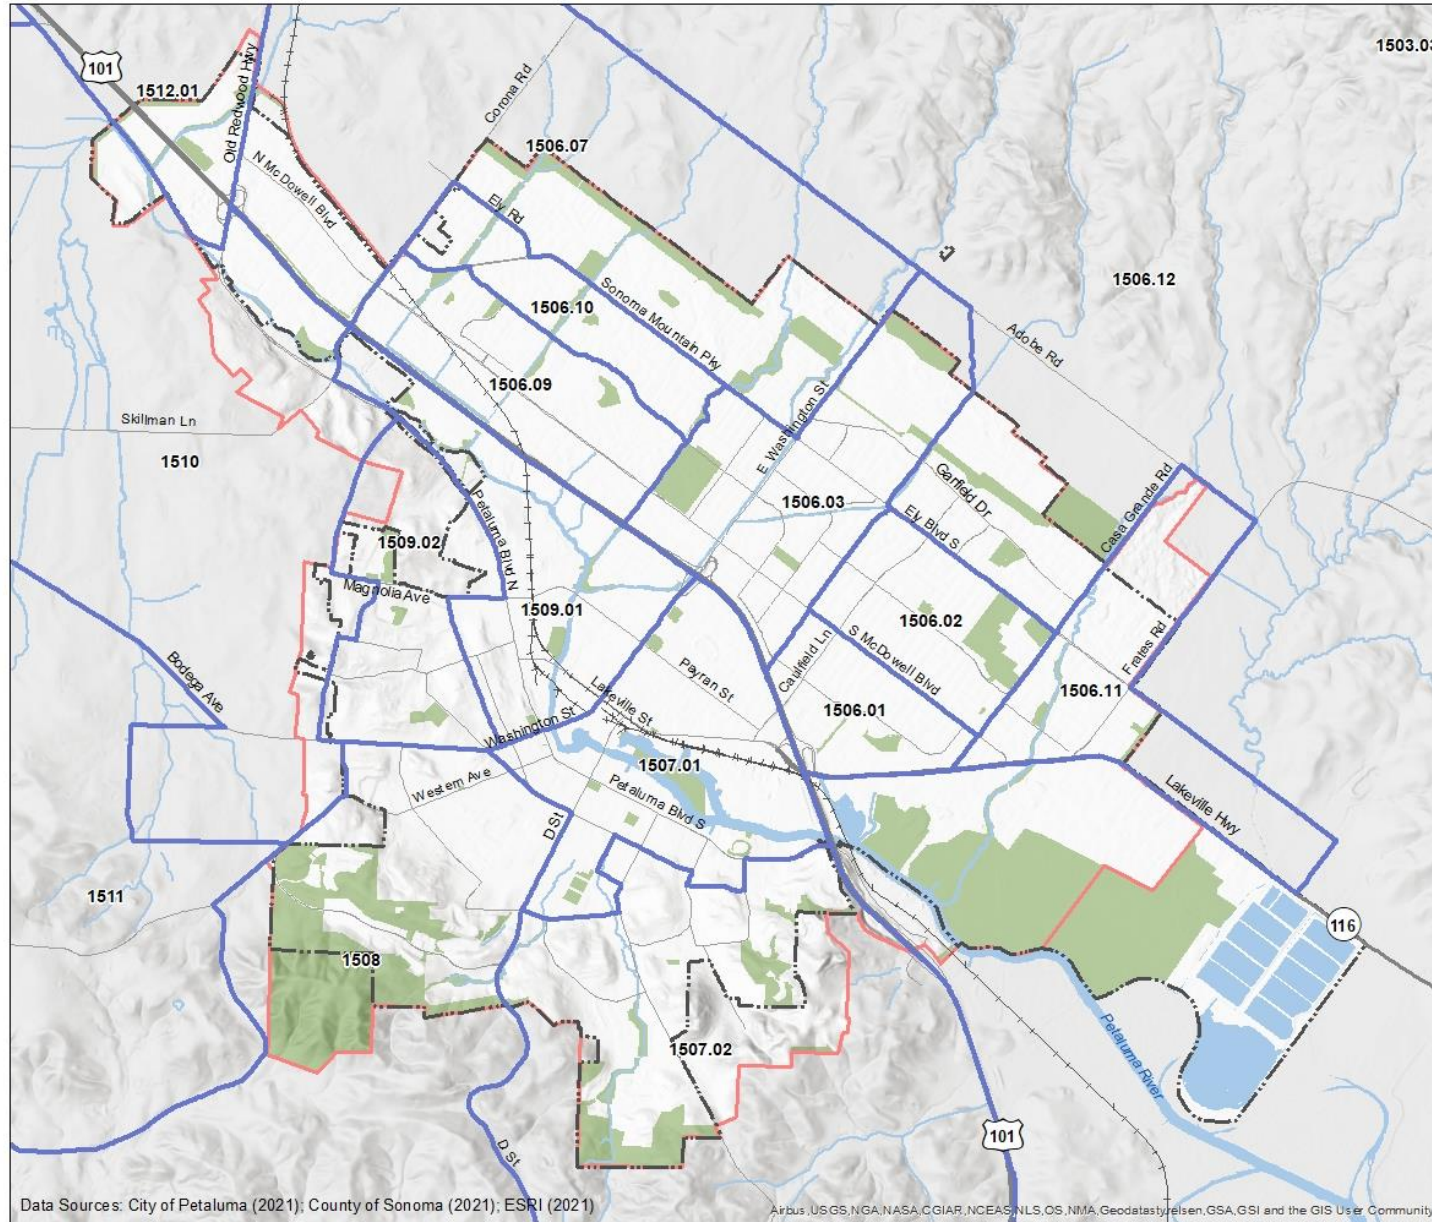 1503.03
101
1512.01
Old Redwood Hwy
Corona Rd
1506.07
N McDowell Blvd
Ely Rd
1506.12
1506.10
Sonoma Mountain Pky
Adobe Rd
1506.09
E Washington St
Skillman Ln
1510
Garfield Dr
Casa Grande Rd
1506.03
Petaluma Blvd N
Ely Blvd S
1509.02
Magnolia Ave
1509.01
1506.02
Caulfield Ln
S McDowell Blvd
Frates Rd
Bodega Ave
Payran St
1506.11
Lakeville St
1506.01
Washington St
1507.01
Western Ave
Petaluma Blvd S
Lakeville Hwy
D St
1511
116
1508
Petaluma River
1507.02
101
D St
Data Sources: City of Petaluma (2021); County of Sonoma (2021); ESRI (2021)
Airbus,USGS,NGA,NASA,CGIAR,NCEAS,NLS,OS,NMA,Geodatastyrelsen,GSA,GSI and the GIS User Community